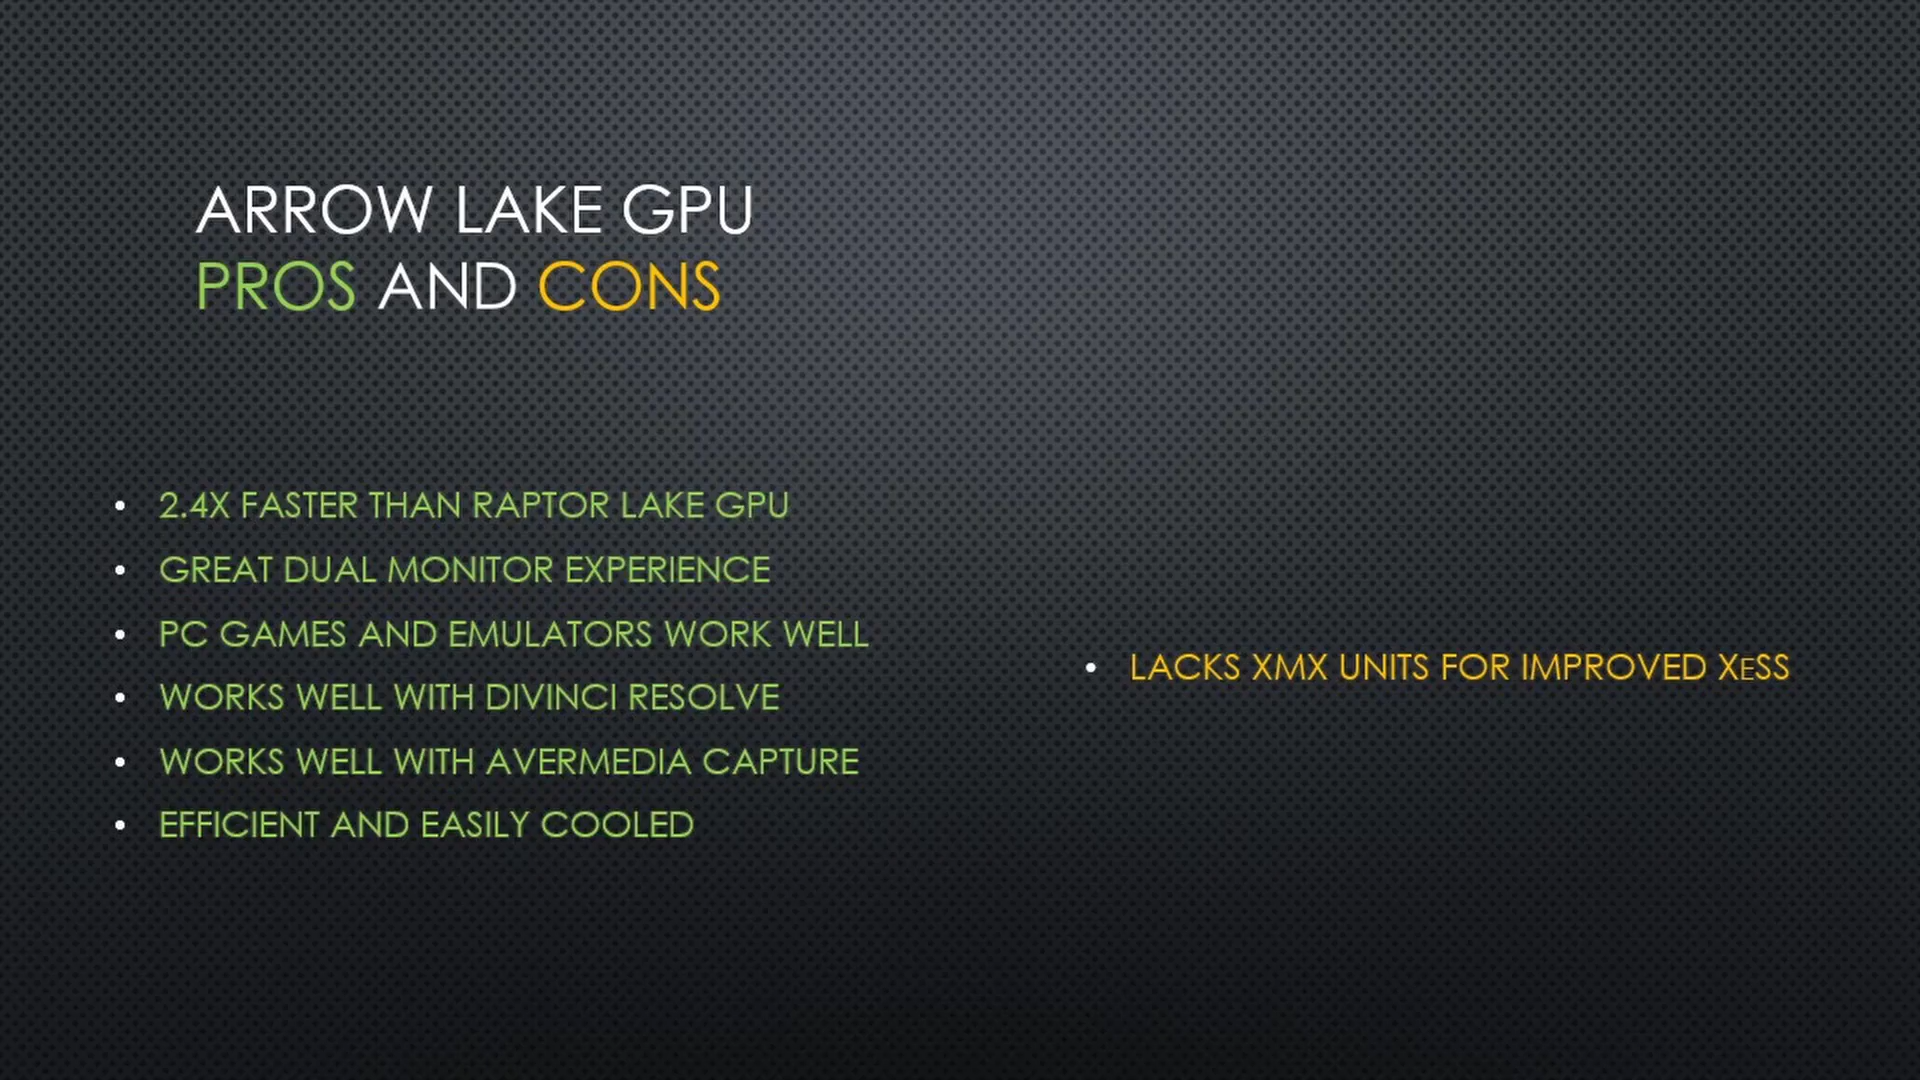 ARROW LAKE GPU
PROS AND CONS
• 2.4X FASTER THAN RAPTOR LAKE GPU
• GREAT DUAL MONITOR EXPERIENCE
• PC GAMES AND EMULATORS WORK WELL
• WORKS WELL WITH DIVINCI RESOLVE
• WORKS WELL WITH AVERMEDIA CAPTURE
• EFFICIENT AND EASILY COOLED
• LACKS XMX UNITS FOR IMPROVED XeSS